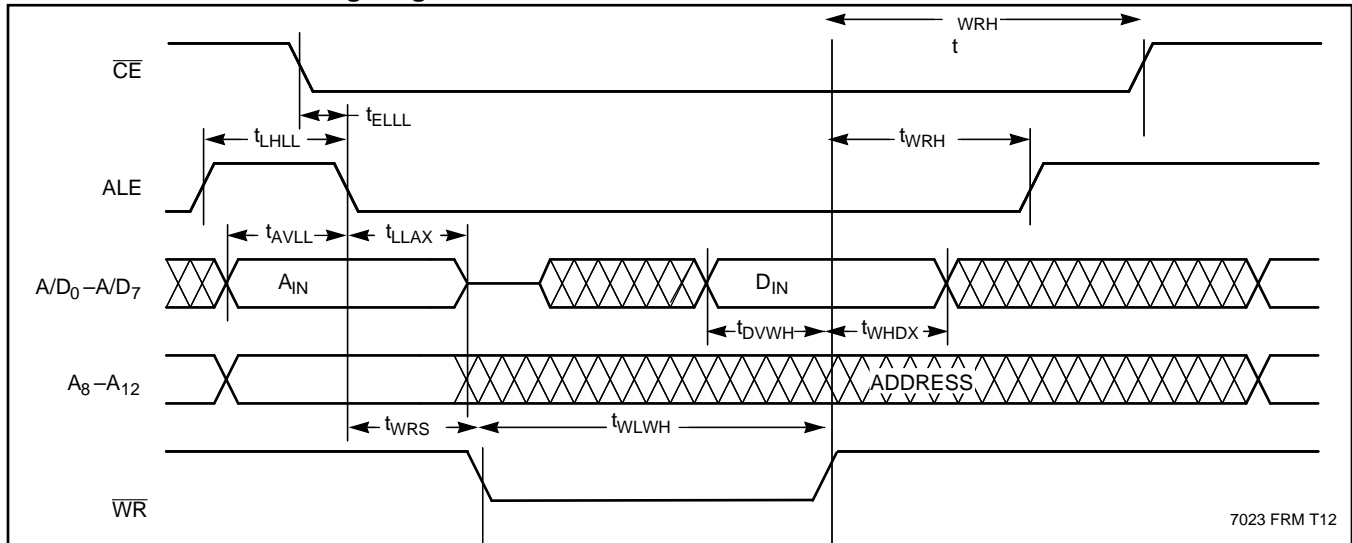 WRH
t
CE
tELLL
tLHLL
tWRH
ALE
tAVLL
tLLAX
A/D0–A/D7
AIN
DIN
tDVWH
tWHDX
A8–A12
ADDRESS
tWRS
tWLWH
WR
7023 FRM T12